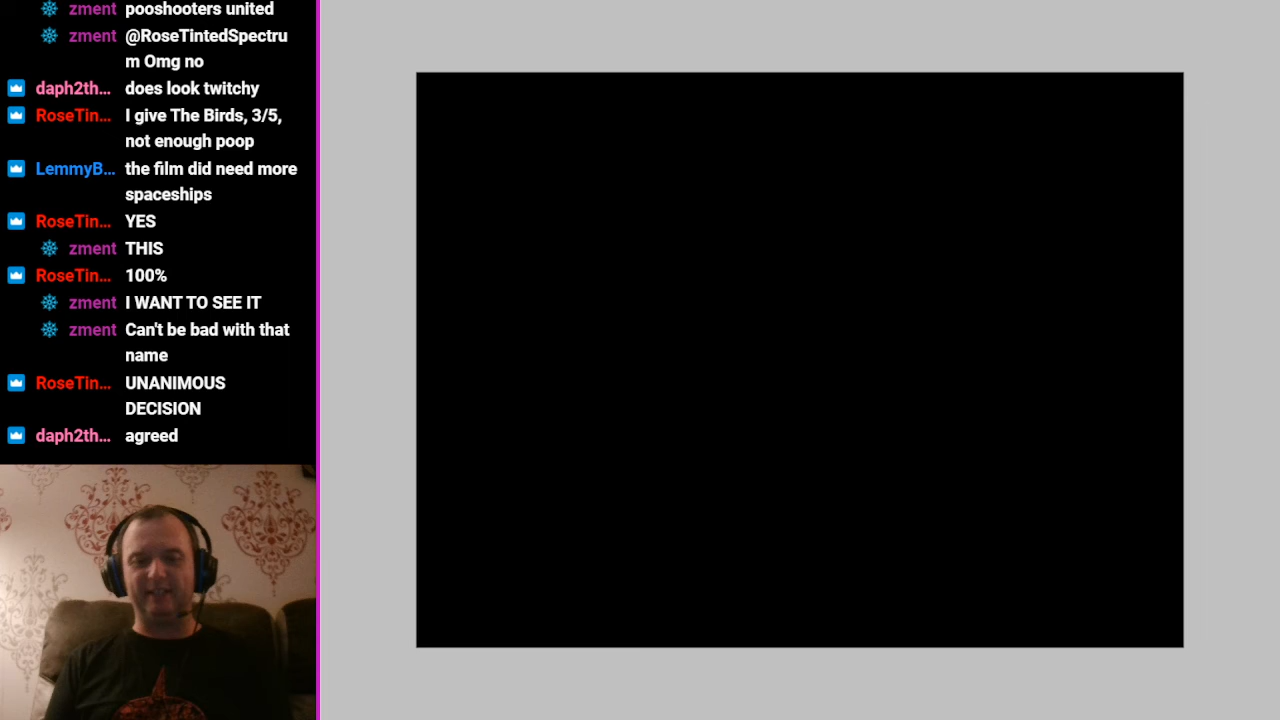 zment pooshooters united
zment @RoseTintedSpectru
m Omg no
daph2th... does look twitchy
RoseTin... I give The Birds, 3/5,
not enough poop
LemmyB... the film did need more
spaceships
RoseTin... YES
zment THIS
RoseTin... 100%
zment I WANT TO SEE IT
zment Can't be bad with that
name
RoseTin... UNANIMOUS
DECISION
daph2th... agreed